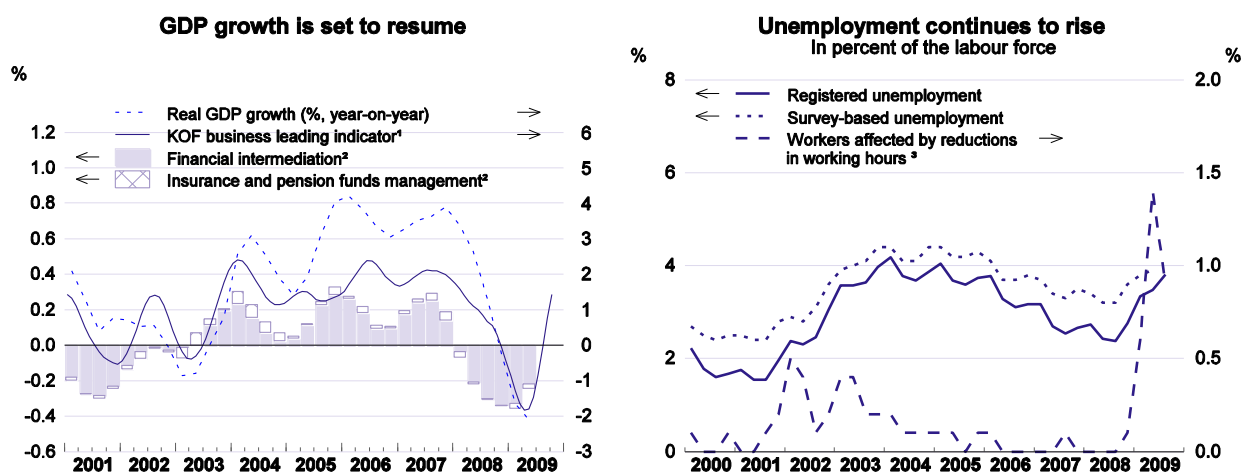 GDP growth is set to resume
%
Real GDP growth (%, year-on-year)
KOF business leading indicator¹
Financial intermediation²
Insurance and pension funds management²
1.2
1.0
0.8
0.6
0.4
0.2
0.0
-0.2
-0.4
-0.6
6
5
4
3
2
1
0
-1
-2
-3
2001 2002 2003 2004 2005 2006 2007 2008 2009
Unemployment continues to rise
In percent of the labour force
% %
Registered unemployment
Survey-based unemployment
Workers affected by reductions
in working hours ³
8
6
4
2
0
2.0
1.5
1.0
0.5
0.0
2000 2001 2002 2003 2004 2005 2006 2007 2008 2009